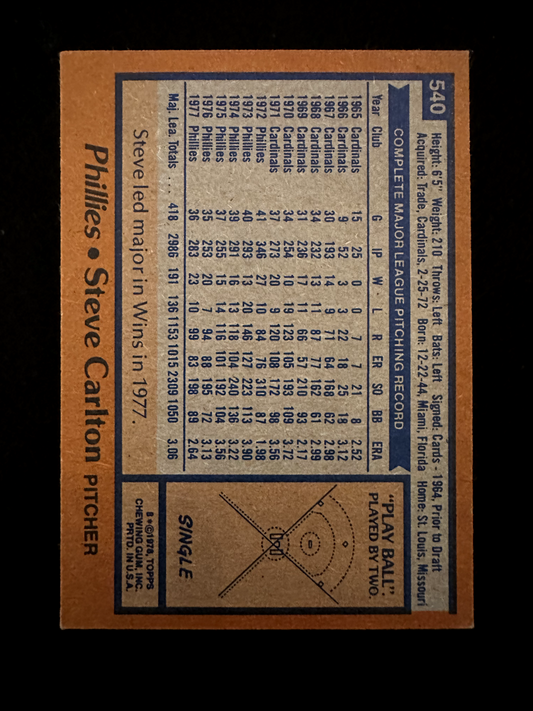 540
Height: 6'5" Weight: 210 Throws: Left Bats: Left Signed: Cards - 1964, Prior to Draft
Acquired: Trade, Cardinals, 2-25-72 Born: 12-22-44, Miami, Florida Home: St. Louis, Missouri
COMPLETE MAJOR LEAGUE PITCHING RECORD
Year Club G IP W - L R ER SO BB ERA
1965 Cardinals 15 25 0 0 7 7 21 8 2.52
1966 Cardinals 9 52 3 3 22 18 25 18 3.12
1967 Cardinals 30 193 14 9 71 64 168 62 2.98
1968 Cardinals 34 232 13 11 87 77 162 61 2.99
1969 Cardinals 31 236 17 11 66 57 210 93 2.17
1970 Cardinals 34 254 10 19 123 105 193 109 3.72
1971 Cardinals 37 273 20 9 120 108 172 98 3.56
1972 Phillies 41 346 27 10 84 76 310 87 1.98
1973 Phillies 40 293 13 20 146 127 223 113 3.90
1974 Phillies 39 291 16 13 118 104 240 136 3.22
1975 Phillies 37 255 15 14 116 101 192 104 3.56
1976 Phillies 35 253 20 7 94 88 195 72 3.13
1977 Phillies 36 283 23 10 99 83 198 89 2.64
Maj. Lea. Totals ... 418 2986 191 136 1153 1015 2309 1050 3.06
Steve led major in Wins in 1977.
"PLAY BALL"
PLAYED BY TWO.
SINGLE
B ● ©1978, TOPPS
CHEWING GUM, INC.
PRTD. IN U.S.A.
Phillies • Steve Carlton PITCHER